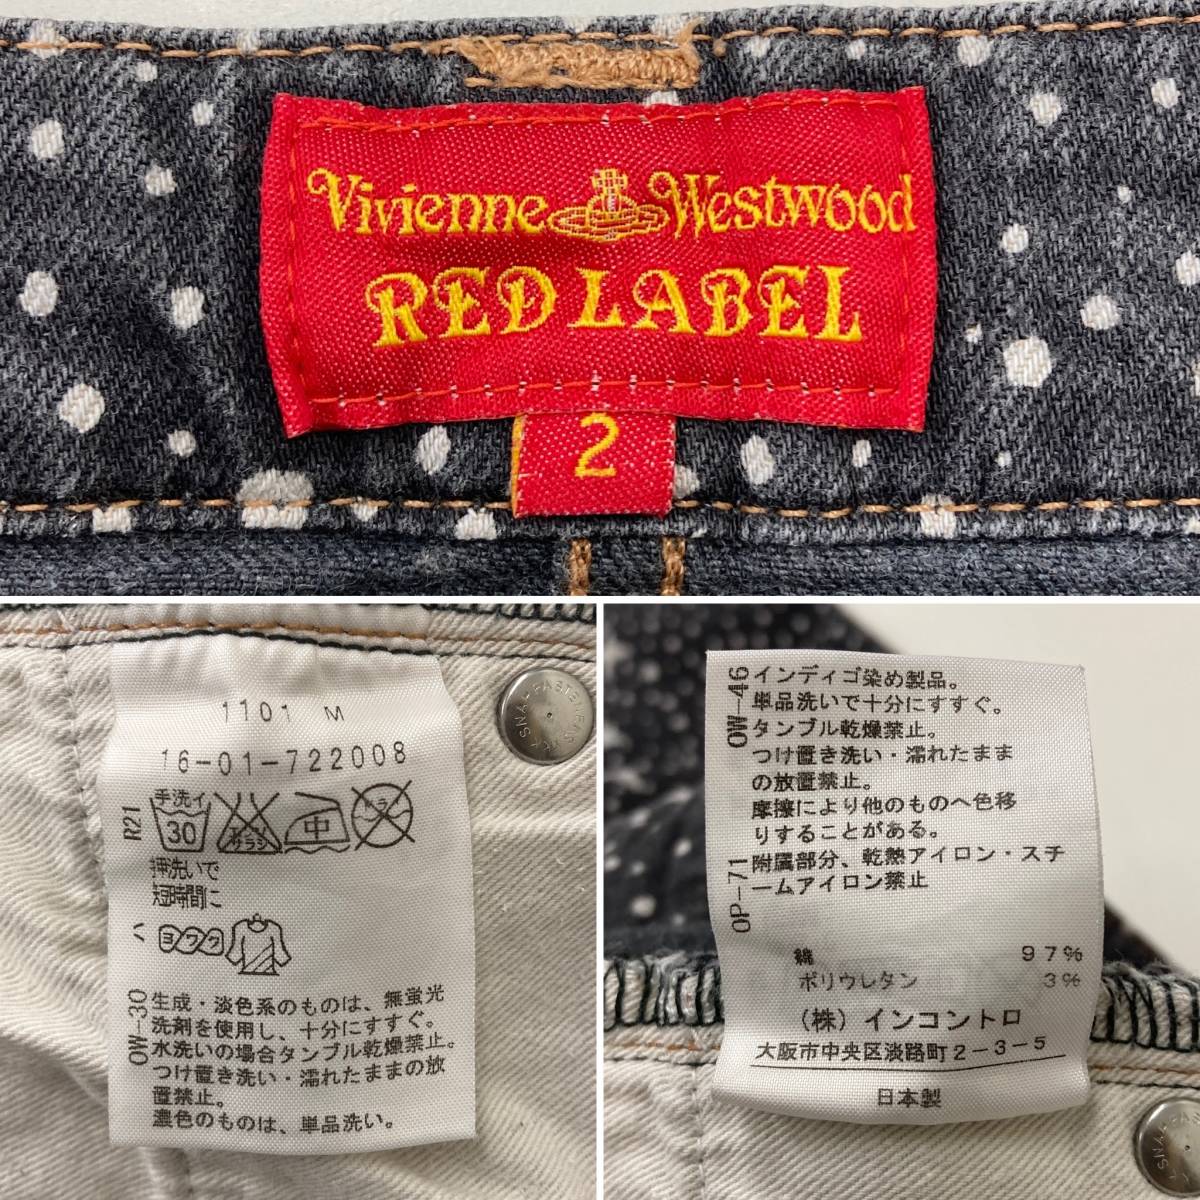 Vivienne Westwood
RED LABEL
2
1101 M
16-01-722008
R21
手洗イ
30
サラシ
中
ドライ
押洗いで
短時間に
ハ
ヨワク
OW-30
生成・淡色系のものは、無蛍光
洗剤を使用し、十分にすすぐ。
水洗いの場合タンブル乾燥禁止。
つけ置き洗い・濡れたままの放
置禁止。
濃色のものは、単品洗い。
OW-46
インディゴ染め製品。
単品洗いで十分にすすぐ。
タンブル乾燥禁止。
つけ置き洗い・濡れたまま
の放置禁止。
摩擦により他のものへ色移
りすることがある。
OP-71
附属部分、乾熱アイロン・スチ
ームアイロン禁止
綿 97%
ポリウレタン 3%
(株)インコントロ
大阪市中央区淡路町2-3-5
日本製